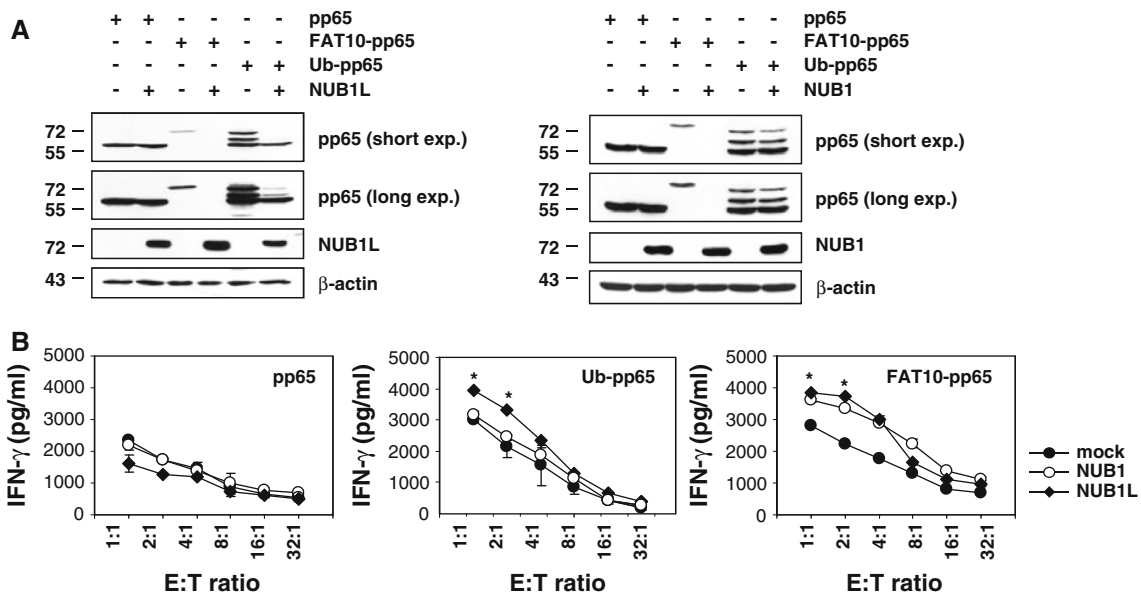 A
+ + - - - - pp65
- - + + - - FAT10-pp65
- - - - + + Ub-pp65
- + - + - + NUB1L
72
55
pp65 (short exp.)
72
55
pp65 (long exp.)
72
NUB1L
43
β-actin
+ + - - - - pp65
- - + + - - FAT10-pp65
- - - - + + Ub-pp65
- + - + - + NUB1
72
55
pp65 (short exp.)
72
55
pp65 (long exp.)
72
NUB1
43
β-actin
B
IFN-γ (pg/ml)
5000
4000
3000
2000
1000
0
pp65
1:1 2:1 4:1 8:1 16:1 32:1
E:T ratio
IFN-γ (pg/ml)
5000
4000
3000
2000
1000
0
* *
Ub-pp65
1:1 2:1 4:1 8:1 16:1 32:1
E:T ratio
IFN-γ (pg/ml)
5000
4000
3000
2000
1000
0
* *
FAT10-pp65
1:1 2:1 4:1 8:1 16:1 32:1
E:T ratio
mock
NUB1
NUB1L